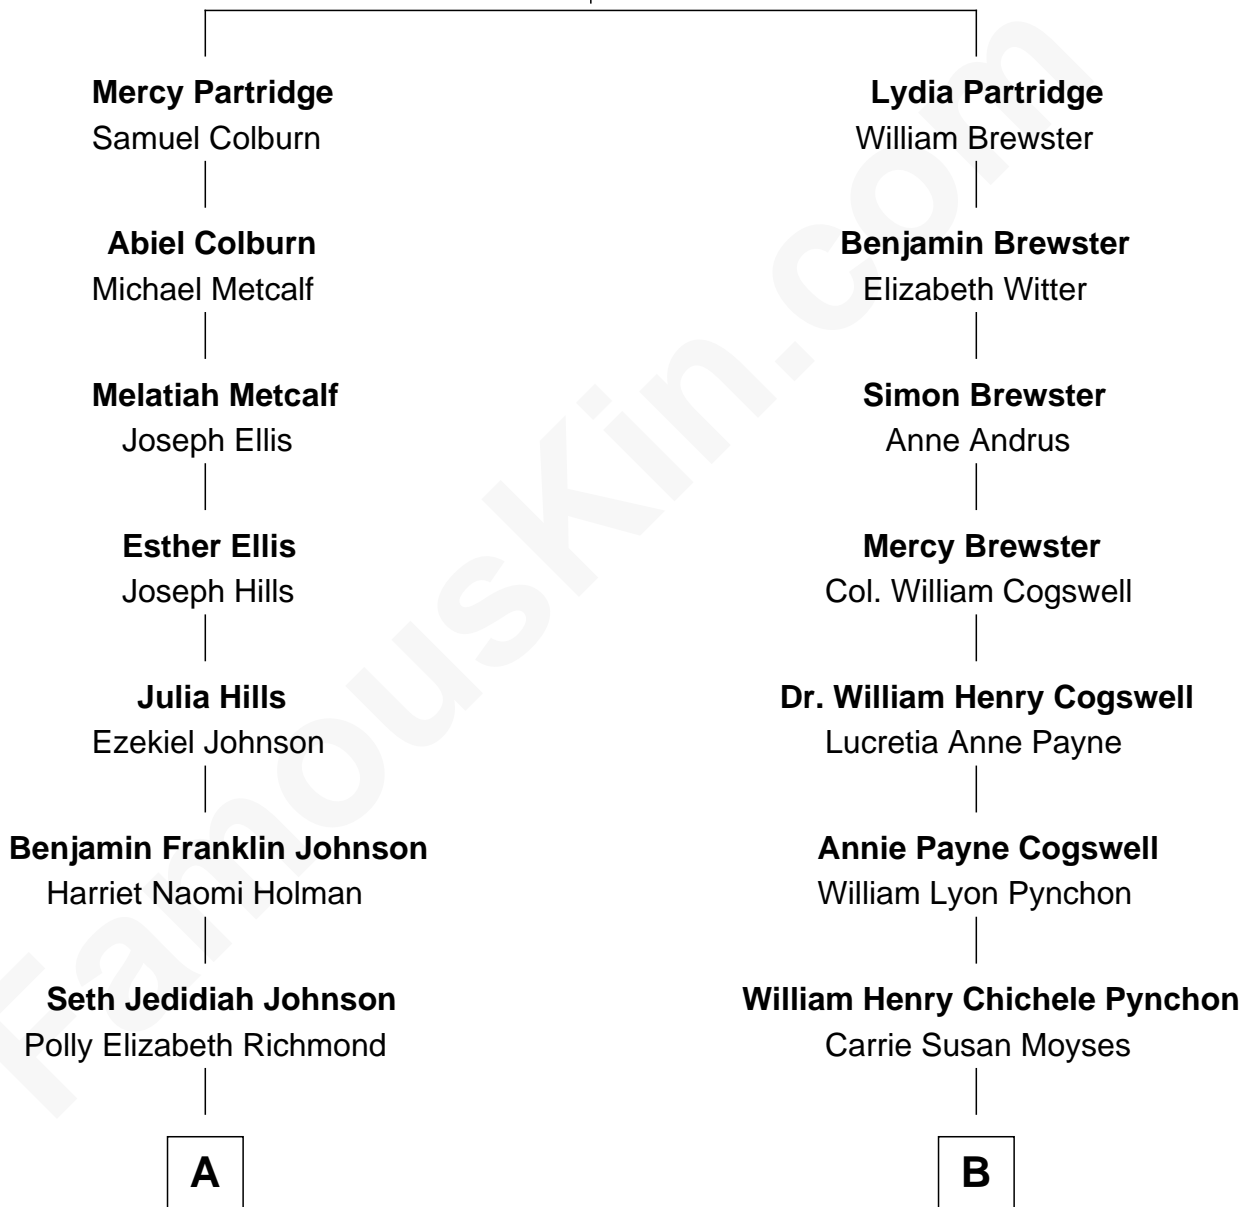 Mercy Partridge
Samuel Colburn
Lydia Partridge
William Brewster
Abiel Colburn
Michael Metcalf
Benjamin Brewster
Elizabeth Witter
Melatiah Metcalf
Joseph Ellis
Simon Brewster
Anne Andrus
Esther Ellis
Joseph Hills
Mercy Brewster
Col. William Cogswell
Julia Hills
Ezekiel Johnson
Dr. William Henry Cogswell
Lucretia Anne Payne
Benjamin Franklin Johnson
Harriet Naomi Holman
Annie Payne Cogswell
William Lyon Pynchon
Seth Jedidiah Johnson
Polly Elizabeth Richmond
William Henry Chichele Pynchon
Carrie Susan Moyses
A
B
FamousKin.com